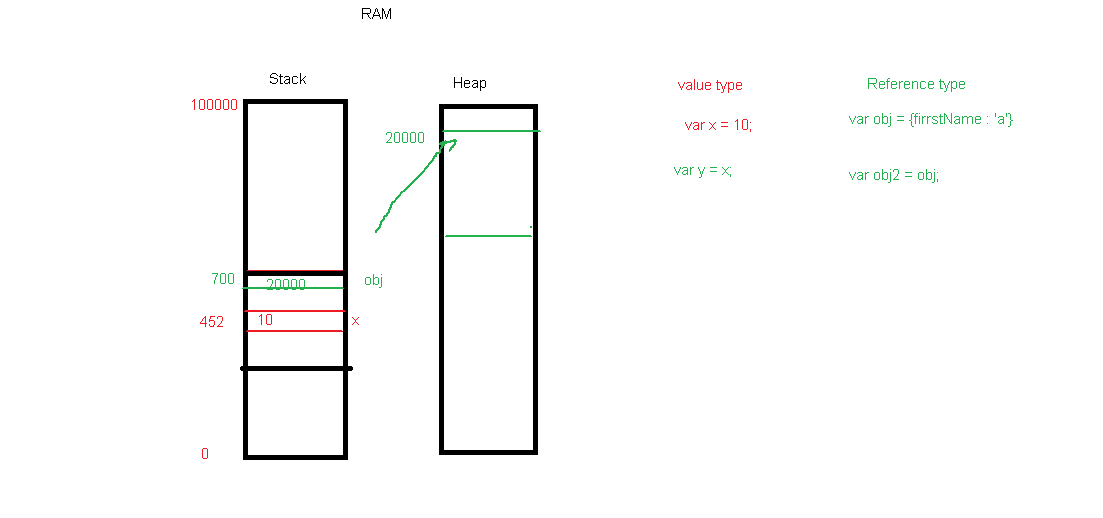 RAM
Stack
Heap
value type
Reference type
100000
var x = 10;
var obj = {firrstName : 'a'}
20000
var y = x;
var obj2 = obj;
700
20000
obj
452
10
x
0